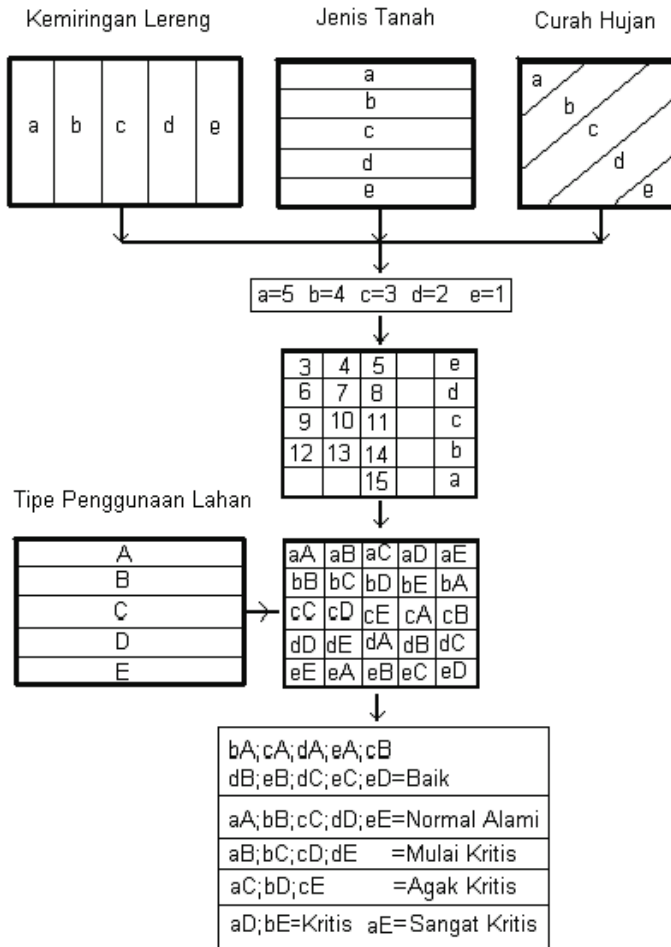 Kemiringan Lereng Jenis Tanah Curah Hujan
a b c d e
a
b
c
d
e
a
b
c
d
e
a=5 b=4 c=3 d=2 e=1
3 4 5 e
6 7 8 d
9 10 11 c
12 13 14 b
15 a
Tipe Penggunaan Lahan
A
B
C
D
E
aA aB aC aD aE
bB bC bD bE bA
cC cD cE cA cB
dD dE dA dB dC
eE eA eB eC eD
bA;cA;dA;eA;cB
dB;eB;dC;eC;eD=Baik
aA;bB;cC;dD;eE=Normal Alami
aB;bC;cD;dE =Mulai Kritis
aC;bD;cE =Agak Kritis
aD;bE=Kritis aE=Sangat Kritis